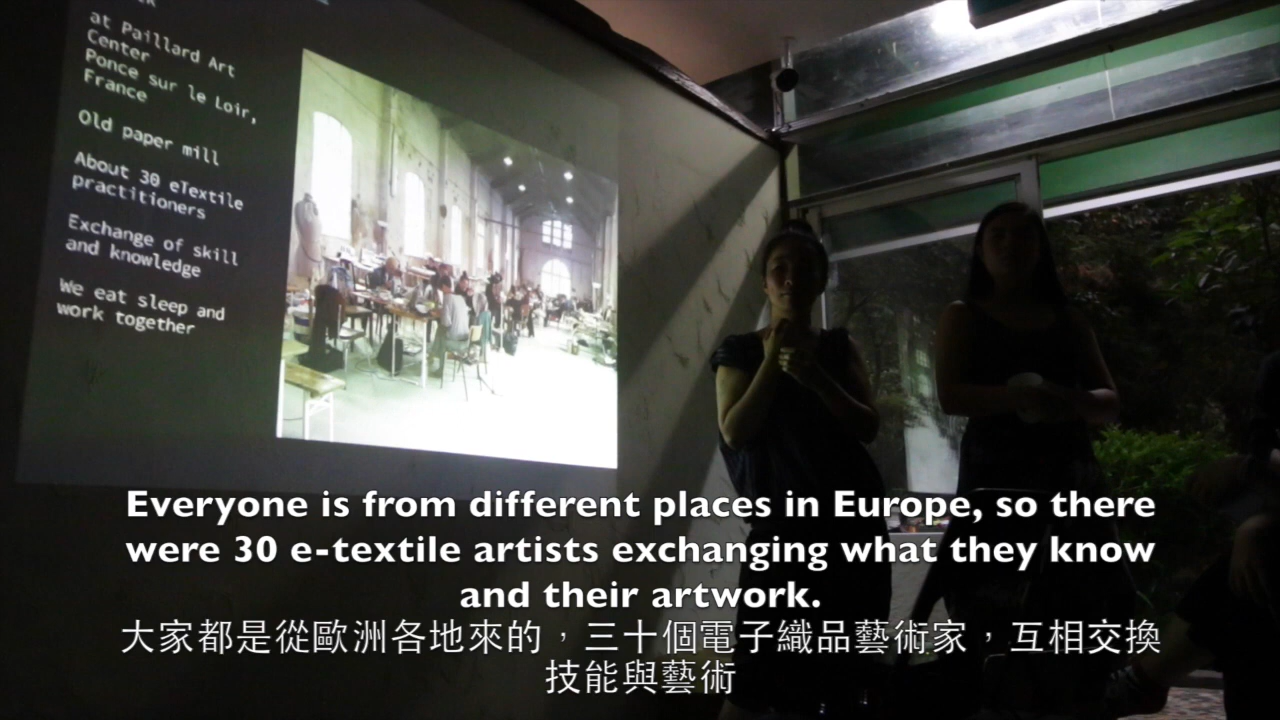 at Paillard Art
Center
Ponce sur le Loir,
France
Old paper mill
About 30 eTextile
practitioners
Exchange of skill
and knowledge
We eat sleep and
work together
Everyone is from different places in Europe, so there
were 30 e-textile artists exchanging what they know
and their artwork.
大家都是從歐洲各地來的，三十個電子織品藝術家，互相交換
技能與藝術